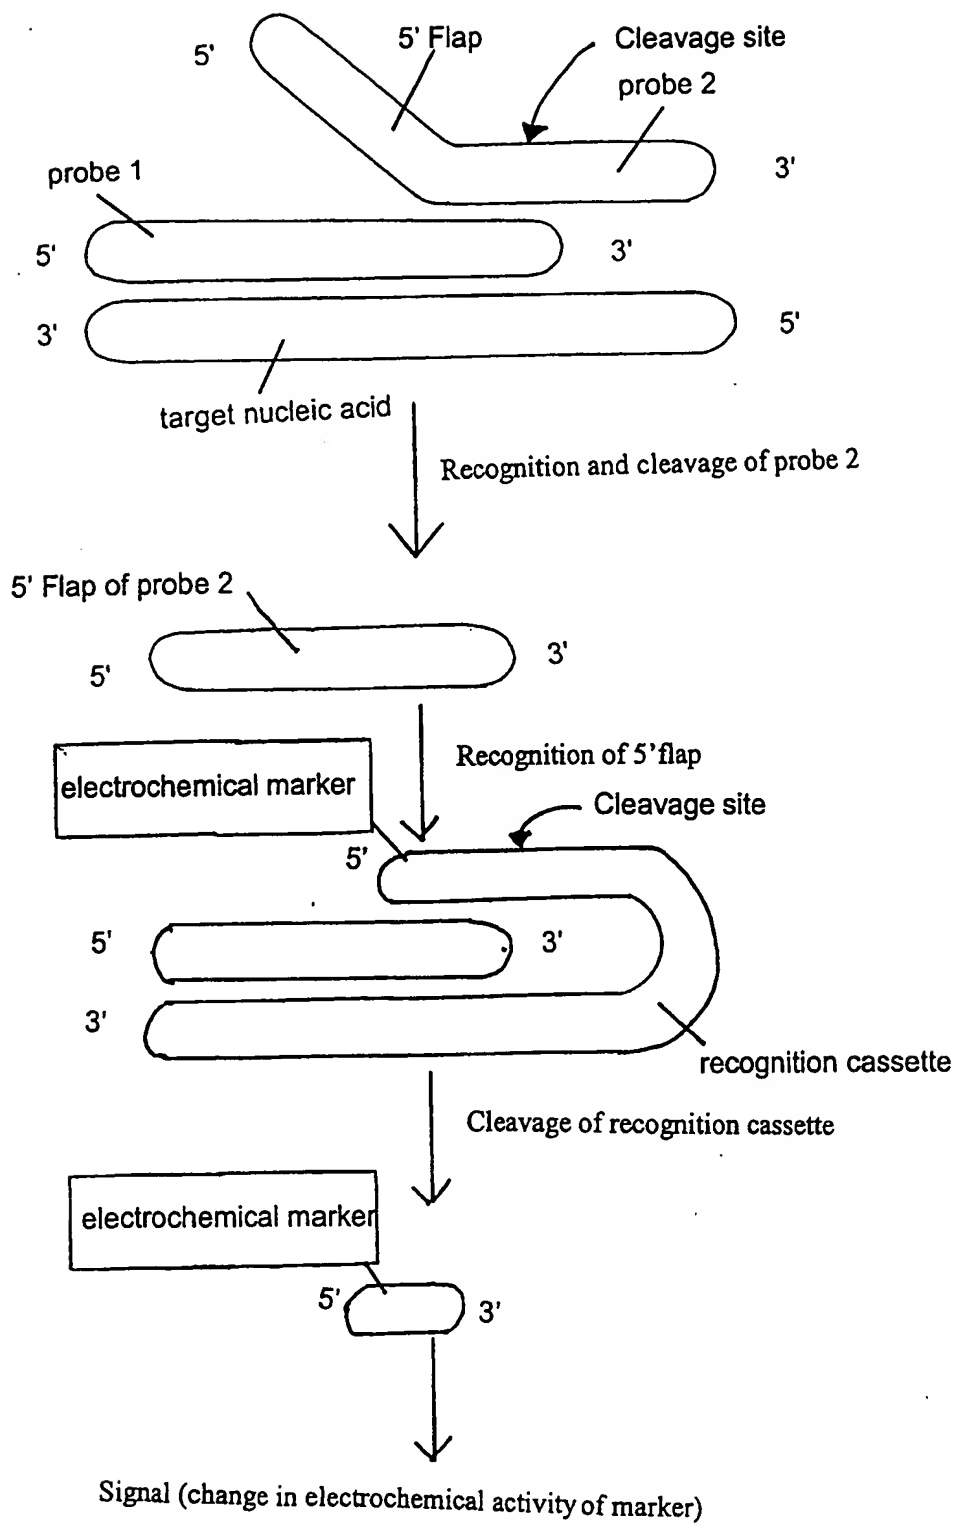 5'
5' Flap
Cleavage site
probe 2
3'
probe 1
5'
3'
3'
5'
target nucleic acid
Recognition and cleavage of probe 2
5' Flap of probe 2
5'
3'
Recognition of 5'flap
electrochemical marker
Cleavage site
5'
5'
3'
3'
recognition cassette
Cleavage of recognition cassette
electrochemical marker
5'
3'
Signal (change in electrochemical activity of marker)